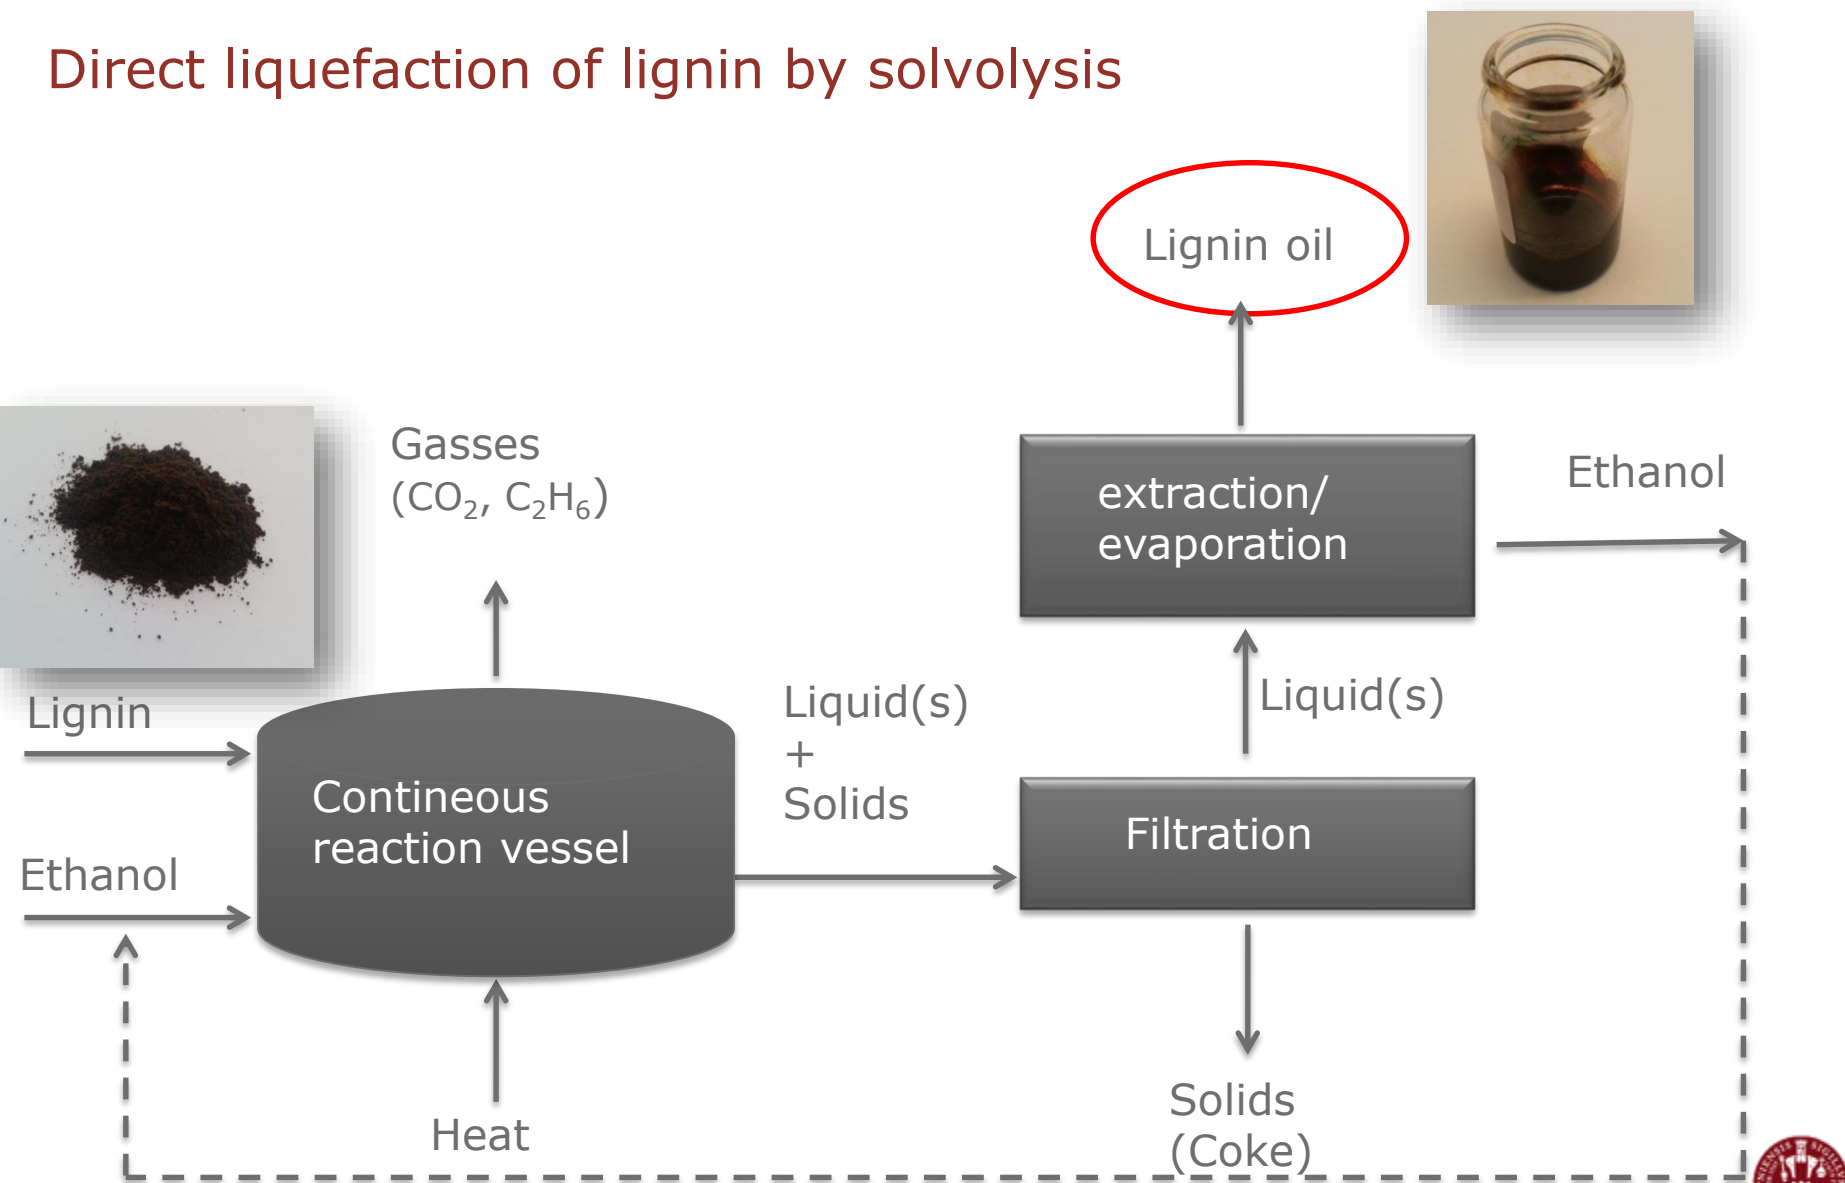 Direct liquefaction of lignin by solvolysis
Lignin oil
Gasses
(CO₂, C₂H₆)
extraction/
evaporation
Ethanol
Lignin
Liquid(s)
+
Solids
Liquid(s)
Contineous
reaction vessel
Filtration
Ethanol
Heat
Solids
(Coke)